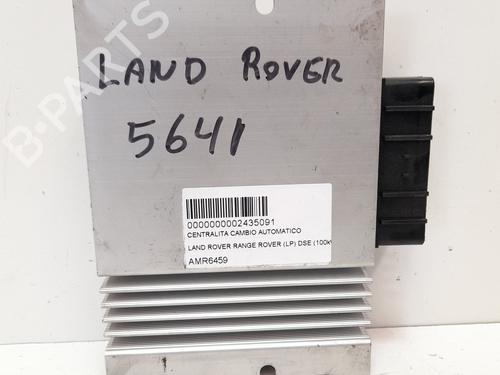 B-PARTS
LAND ROVER
5641
0000000002435091
CENTRALITA CAMBIO AUTOMATICO
LAND ROVER RANGE ROVER (LP) DSE (100k
AMR6459